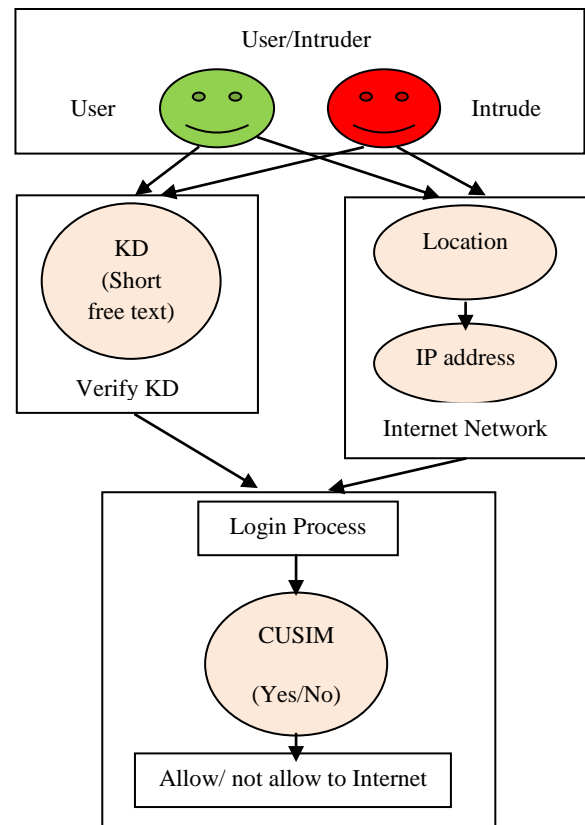 User/Intruder
User
Intrude
KD
(Short
free text)
Verify KD
Location
IP address
Internet Network
Login Process
CUSIM
(Yes/No)
Allow/ not allow to Internet